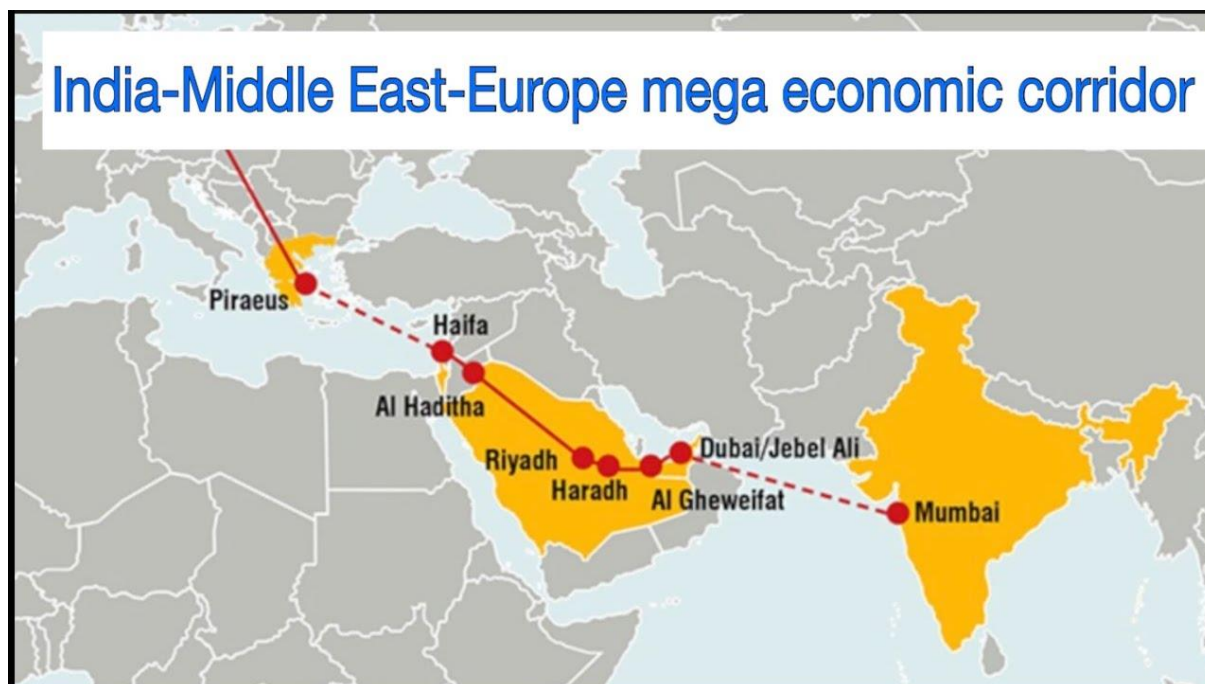 India-Middle East-Europe mega economic corridor
Piraeus
Haifa
Al Haditha
Riyadh
Haradh
Al Gheweifat
Dubai/Jebel Ali
Mumbai